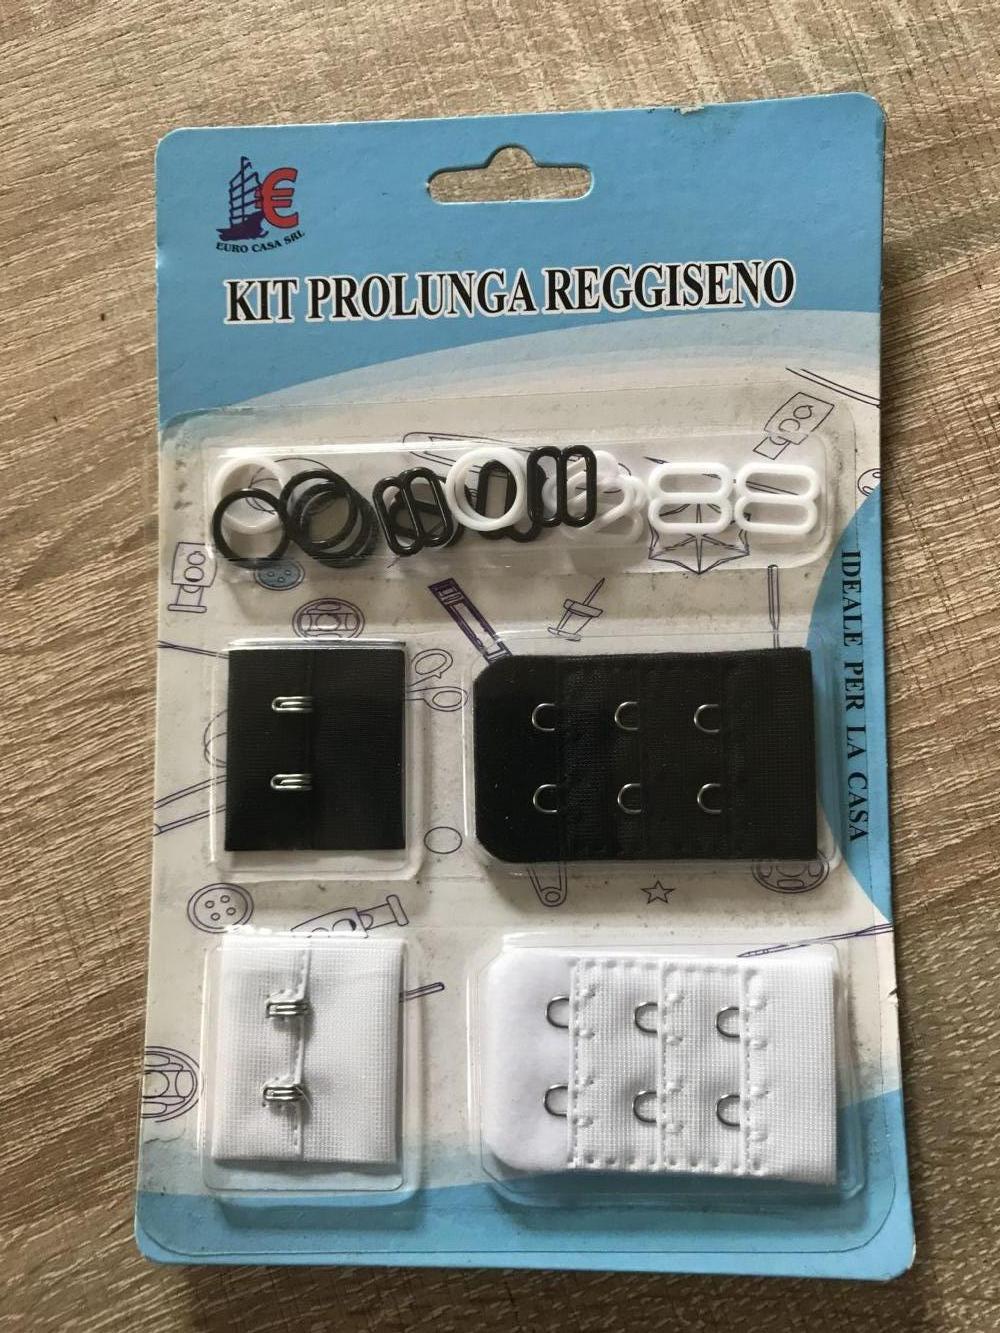 €
EURO CASA SRL
KIT PROLUNGA REGGISENO
IDEALE PER LA CASA